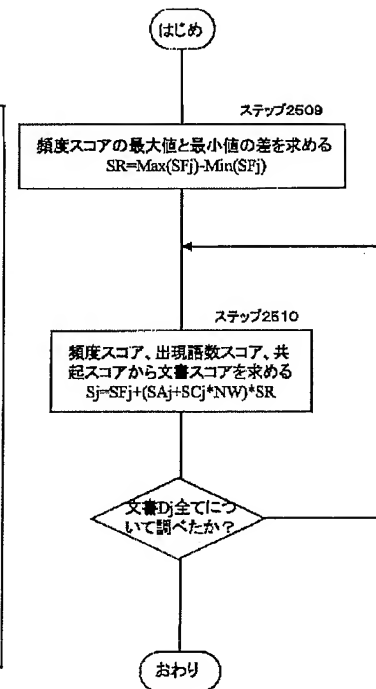 はじめ
ステップ2509
頻度スコアの最大値と最小値の差を求める
SR=Max(SFj)-Min(SFj)
ステップ2510
頻度スコア、出現語数スコア、共
起スコアから文書スコアを求める
Sj=SFj+(SAj+SCj*NW)*SR
文書Dj全てにつ
いて調べたか？
おわり